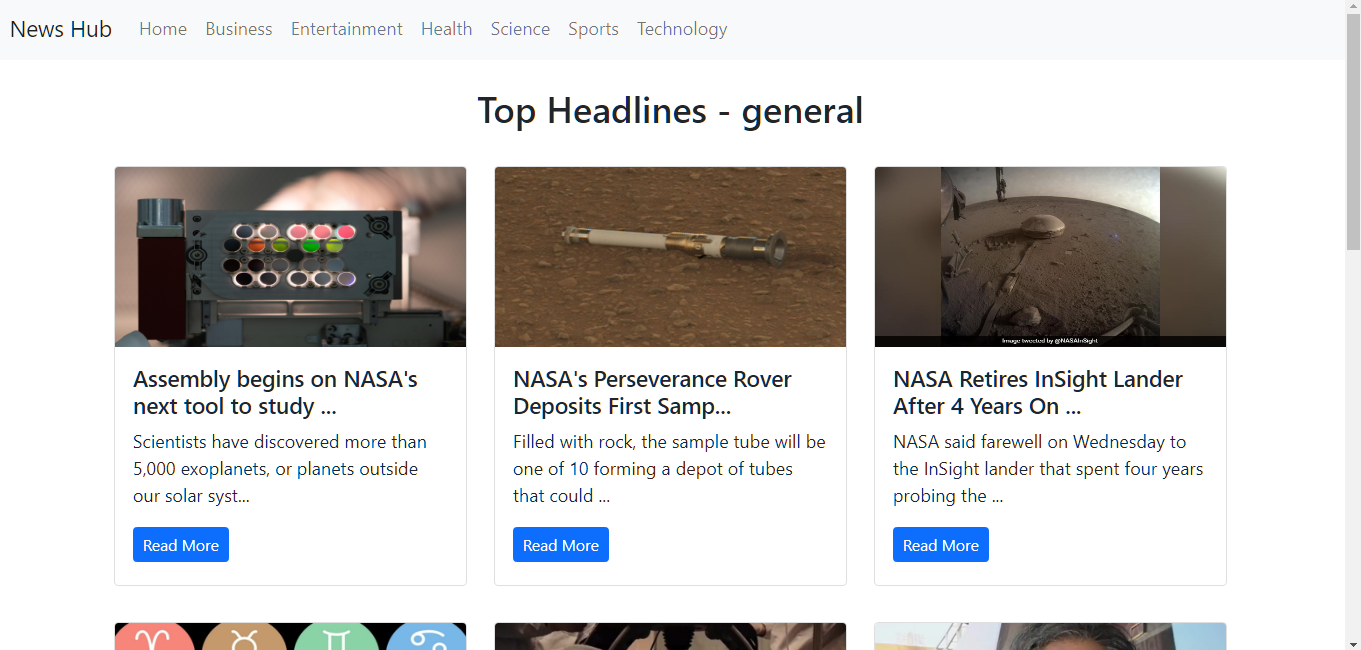 News Hub Home Business Entertainment Health Science Sports Technology
Top Headlines - general
Image tweeted by @NASAInSight
Assembly begins on NASA's
next tool to study ...
Scientists have discovered more than
5,000 exoplanets, or planets outside
our solar syst...
Read More
NASA's Perseverance Rover
Deposits First Samp...
Filled with rock, the sample tube will be
one of 10 forming a depot of tubes
that could ...
Read More
NASA Retires InSight Lander
After 4 Years On ...
NASA said farewell on Wednesday to
the InSight lander that spent four years
probing the ...
Read More